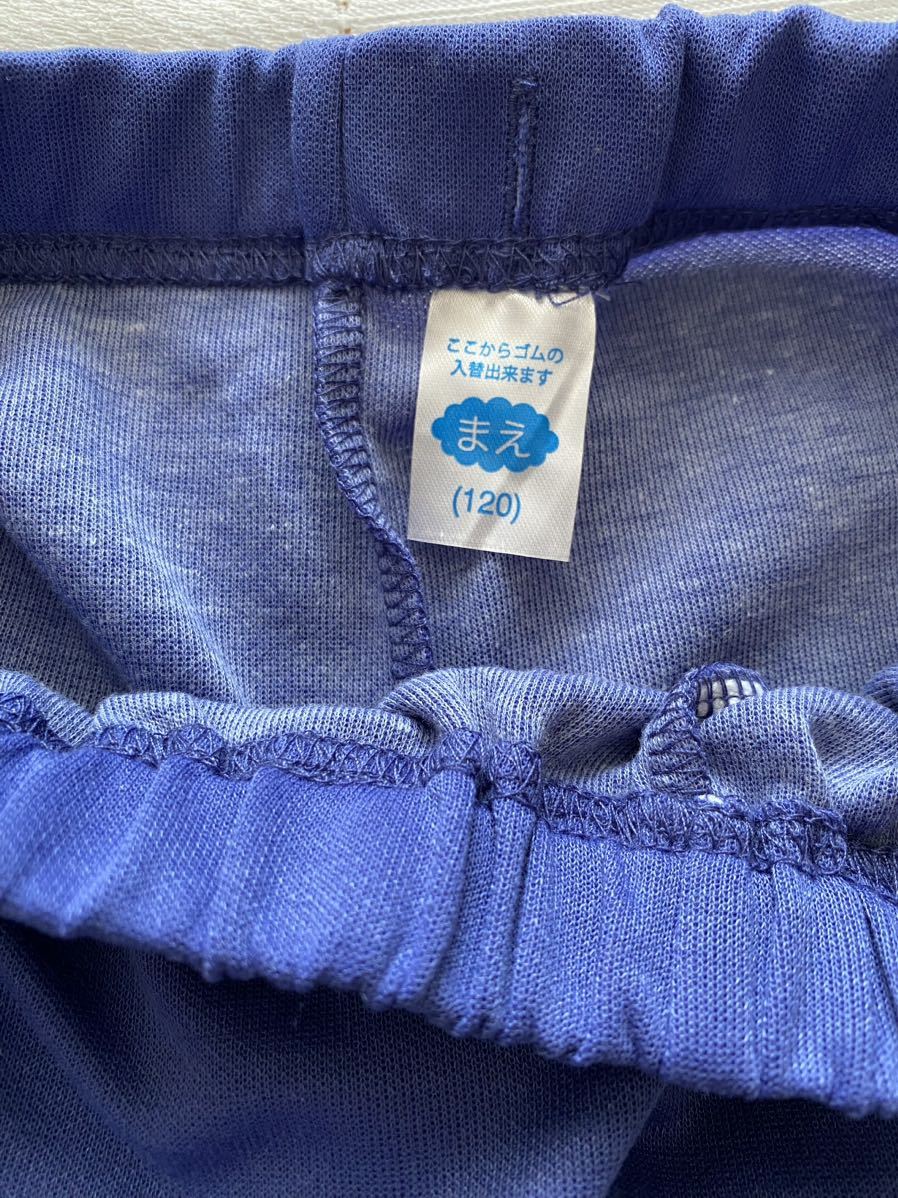 ここからゴムの
入替出来ます
まえ
(120)